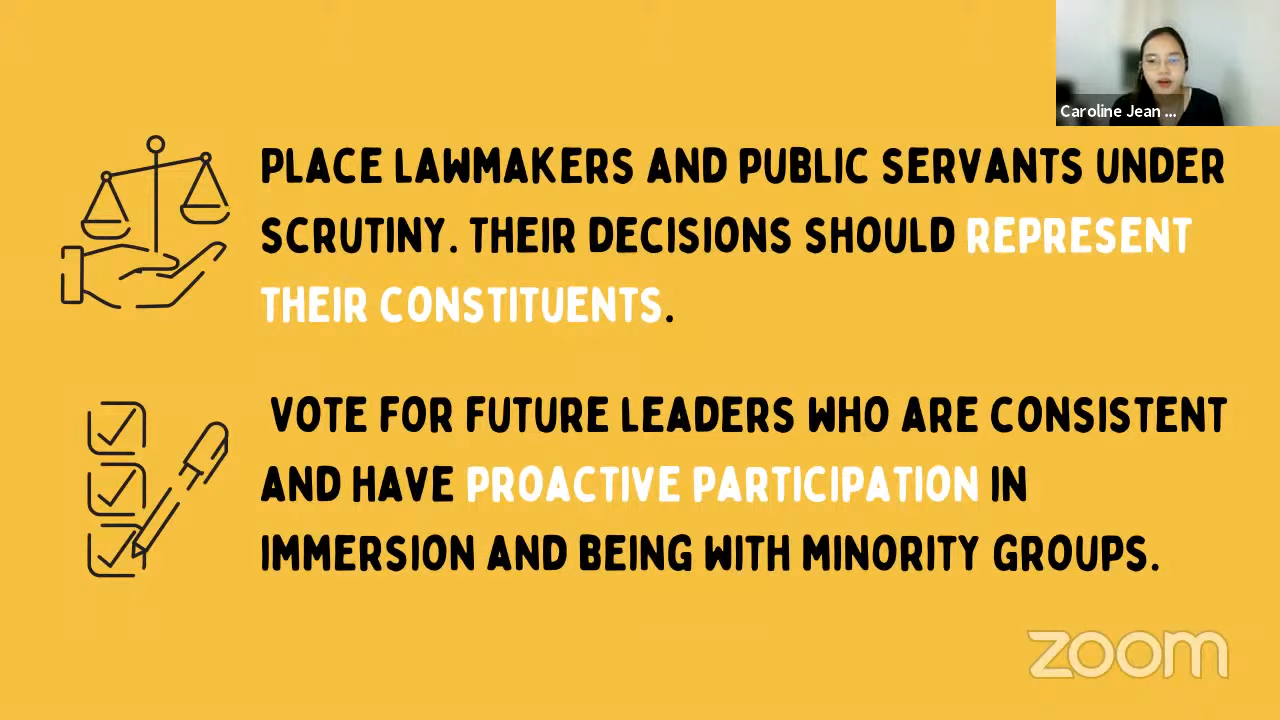 Caroline Jean ...
PLACE LAWMAKERS AND PUBLIC SERVANTS UNDER
SCRUTINY. THEIR DECISIONS SHOULD REPRESENT
THEIR CONSTITUENTS.
VOTE FOR FUTURE LEADERS WHO ARE CONSISTENT
AND HAVE PROACTIVE PARTICIPATION IN
IMMERSION AND BEING WITH MINORITY GROUPS.
zoom